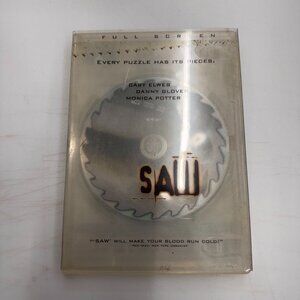 FULL SCREEN
EVERY PUZZLE HAS ITS PIECES.
CARY ELWES
DANNY GLOVER
MONICA POTTER
SAW
"'SAW' WILL MAKE YOUR BLOOD RUN COLD!"